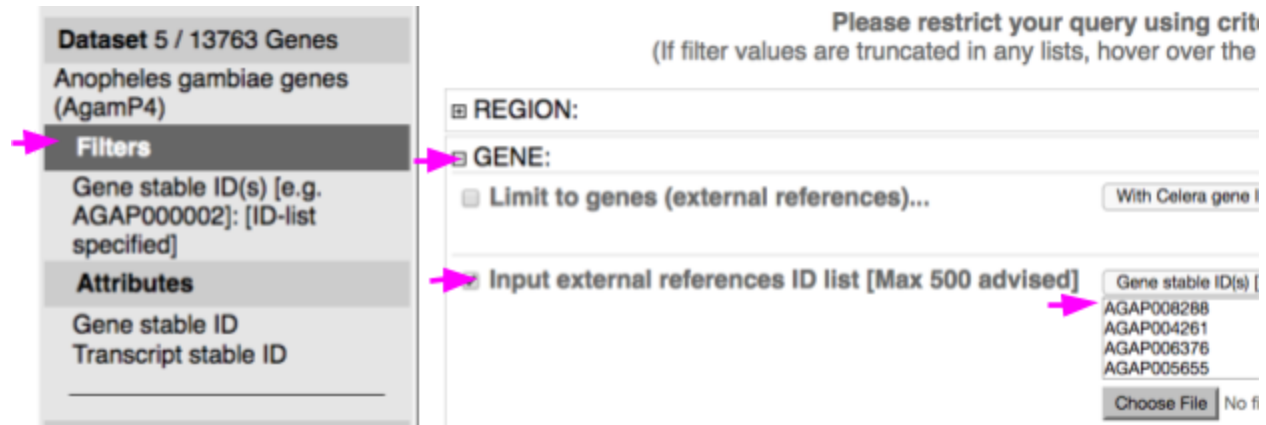 Dataset 5 / 13763 Genes
Anopheles gambiae genes
(AgamP4)
Filters
Gene stable ID(s) [e.g.
AGAP000002]: [ID-list
specified]
Attributes
Gene stable ID
Transcript stable ID
Please restrict your query using crit
(If filter values are truncated in any lists, hover over the
REGION:
GENE:
Limit to genes (external references)...
With Celera gene I
Input external references ID list [Max 500 advised]
Gene stable ID(s) [
AGAP008288
AGAP004261
AGAP006376
AGAP005655
Choose File No fi